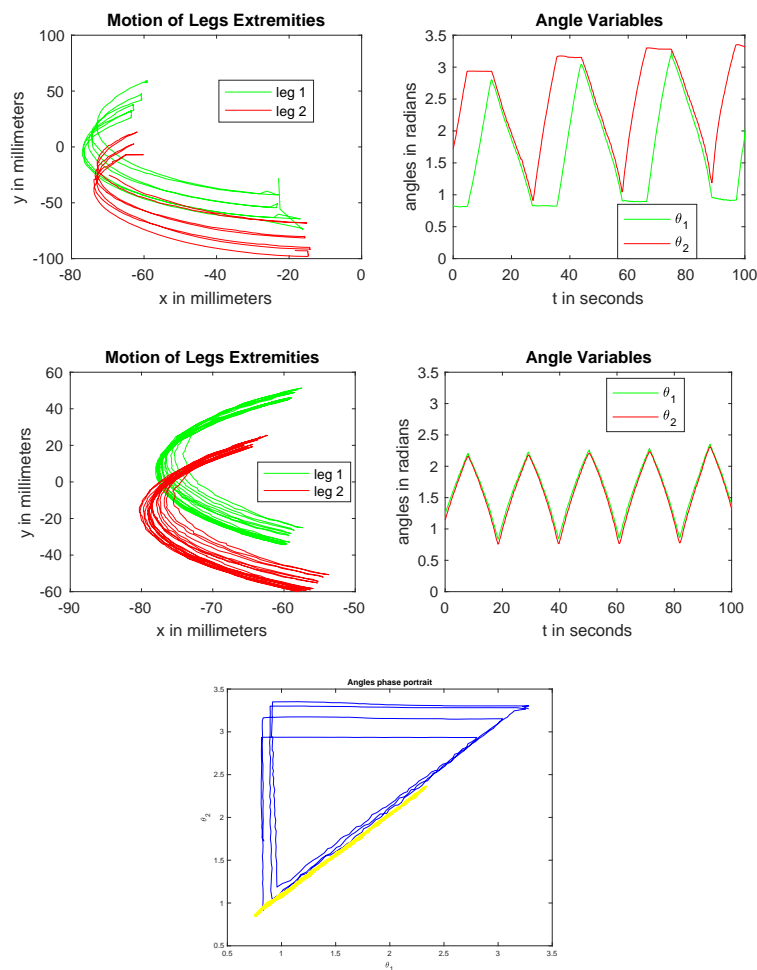 Motion of Legs Extremities
100
50
0
-50
-100
y in millimeters
leg 1
leg 2
-80
-60
-40
-20
0
x in millimeters
Angle Variables
3.5
3
2.5
2
1.5
1
0.5
0
angles in radians
θ1
θ2
0
20
40
60
80
100
t in seconds
Motion of Legs Extremities
60
40
20
0
-20
-40
-60
y in millimeters
leg 1
leg 2
-90
-80
-70
-60
-50
x in millimeters
Angle Variables
3.5
3
2.5
2
1.5
1
0.5
0
angles in radians
θ1
θ2
0
20
40
60
80
100
t in seconds
Angles phase portrait
3.5
3
2.5
2
1.5
1
0.5
θ2
0.5
1
1.5
2
2.5
3
3.5
θ1